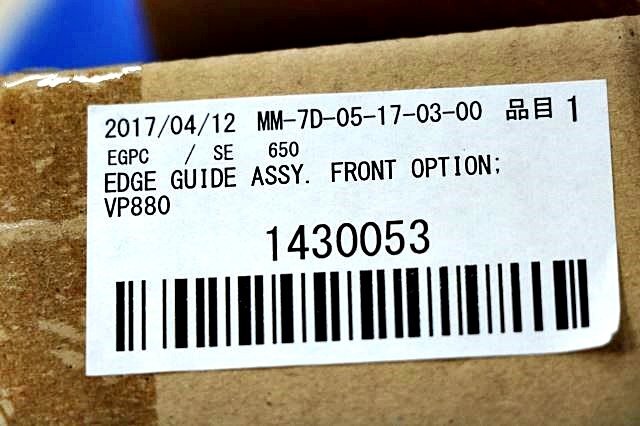 2017/04/12 MM-7D-05-17-03-00 品目 1
EGPC / SE 650
EDGE GUIDE ASSY. FRONT OPTION;
VP880
1430053